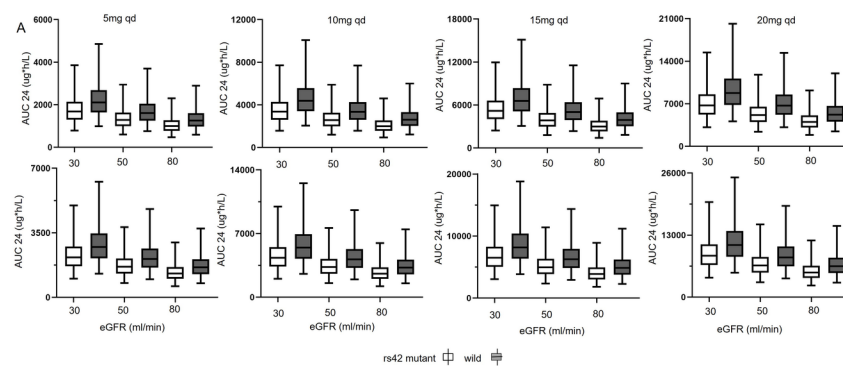 A
5mg qd
10mg qd
15mg qd
20mg qd
AUC 24 (ug*h/L)
6000
4000
2000
0
30
50
80
AUC 24 (ug*h/L)
12000
8000
4000
0
30
50
80
AUC 24 (ug*h/L)
18000
12000
6000
0
30
50
80
AUC 24 (ug*h/L)
21000
14000
7000
0
30
50
80
AUC 24 (ug*h/L)
7000
3500
0
30
50
80
eGFR (ml/min)
AUC 24 (ug*h/L)
14000
7000
0
30
50
80
eGFR (ml/min)
AUC 24 (ug*h/L)
20000
10000
0
30
50
80
eGFR (ml/min)
AUC 24 (ug*h/L)
26000
13000
0
30
50
80
eGFR (ml/min)
rs42 mutant wild